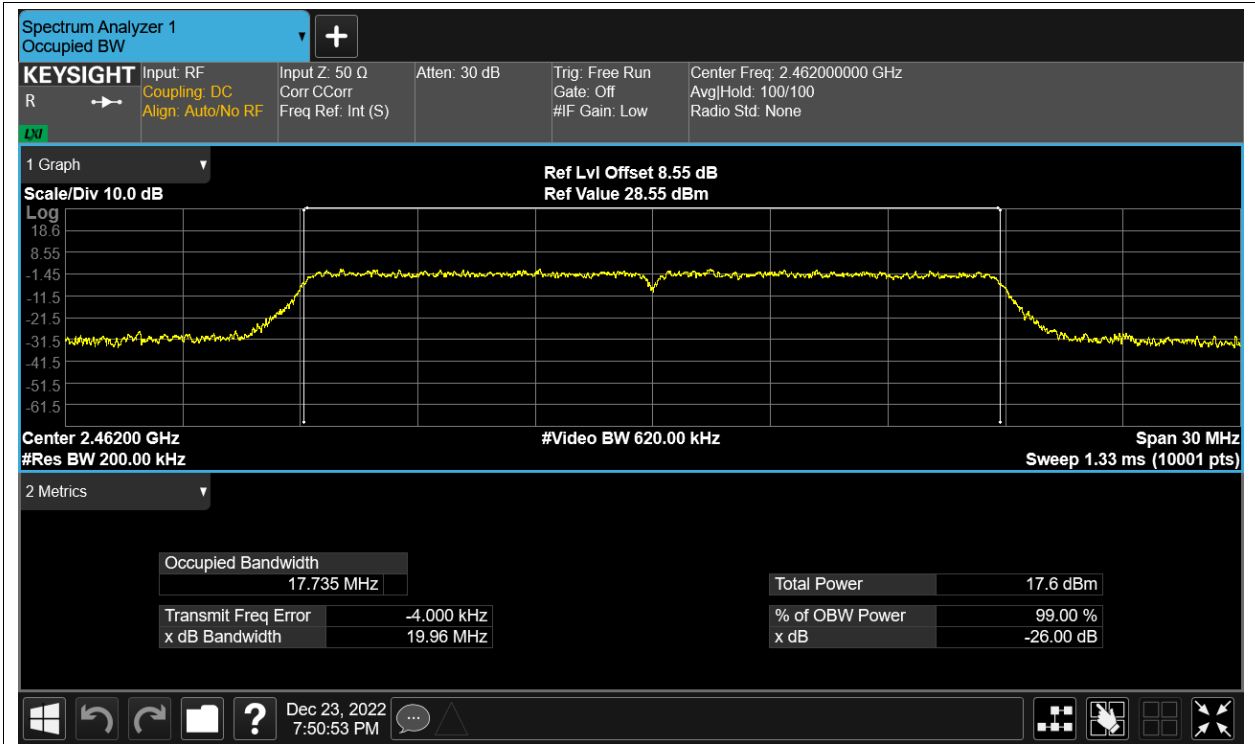 Spectrum Analyzer 1
Occupied BW
KEYSIGHT
R
LXI
Input: RF
Coupling: DC
Align: Auto/No RF
Input Z: 50 Ω
Corr CCorr
Freq Ref: Int (S)
Atten: 30 dB
Trig: Free Run
Gate: Off
#IF Gain: Low
Center Freq: 2.462000000 GHz
Avg|Hold: 100/100
Radio Std: None
1 Graph
Scale/Div 10.0 dB
Ref Lvl Offset 8.55 dB
Ref Value 28.55 dBm
Log
18.6
8.55
-1.45
-11.5
-21.5
-31.5
-41.5
-51.5
-61.5
Center 2.46200 GHz
#Video BW 620.00 kHz
Span 30 MHz
#Res BW 200.00 kHz
Sweep 1.33 ms (10001 pts)
2 Metrics
Occupied Bandwidth
17.735 MHz
Total Power 17.6 dBm
Transmit Freq Error -4.000 kHz
% of OBW Power 99.00 %
x dB Bandwidth 19.96 MHz
x dB -26.00 dB
?
Dec 23, 2022
7:50:53 PM